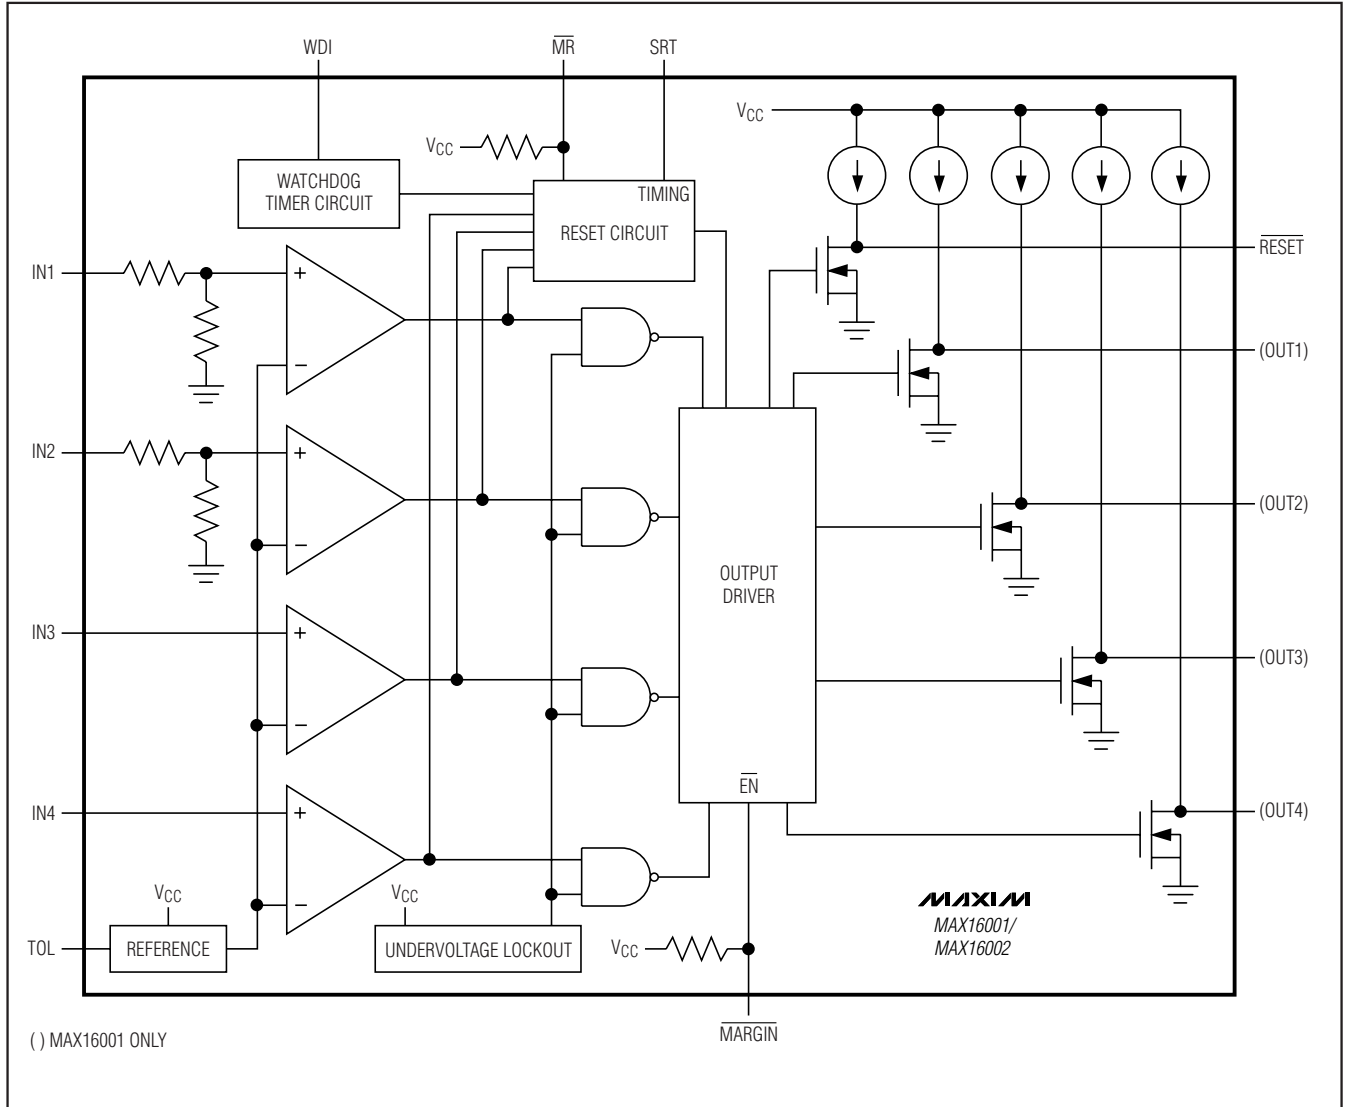 WDI
MR
SRT
VCC
VCC
WATCHDOG
TIMER CIRCUIT
TIMING
RESET CIRCUIT
RESET
IN1
+
−
(OUT1)
IN2
+
−
(OUT2)
OUTPUT
DRIVER
IN3
+
−
(OUT3)
EN
IN4
+
−
(OUT4)
VCC
VCC
TOL
REFERENCE
UNDERVOLTAGE LOCKOUT
VCC
MAXIM
MAX16001/
MAX16002
MARGIN
( ) MAX16001 ONLY